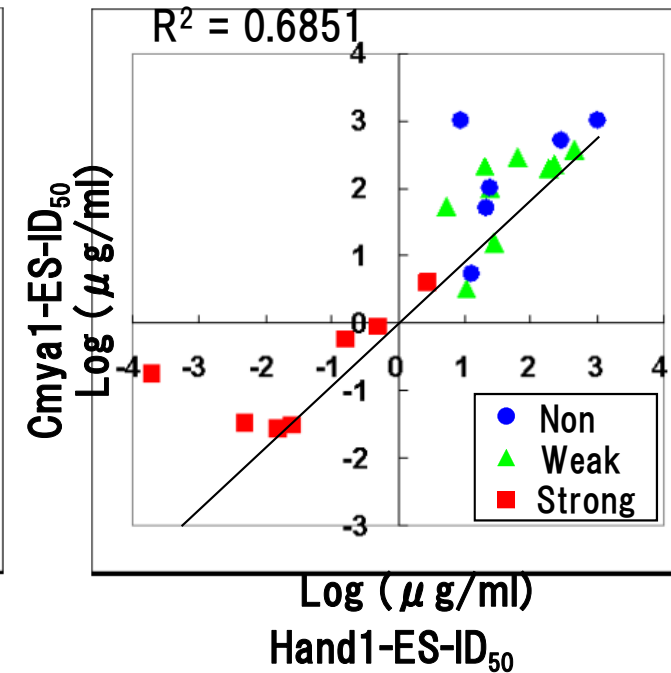 R² = 0.6851
4
3
2
1
0
-4 -3 -2 -1 0 1 2 3 4
-1
-2
-3
Non
Weak
Strong
Cmya1-ES-ID₅₀
Log (μg/ml)
Log (μg/ml)
Hand1-ES-ID₅₀